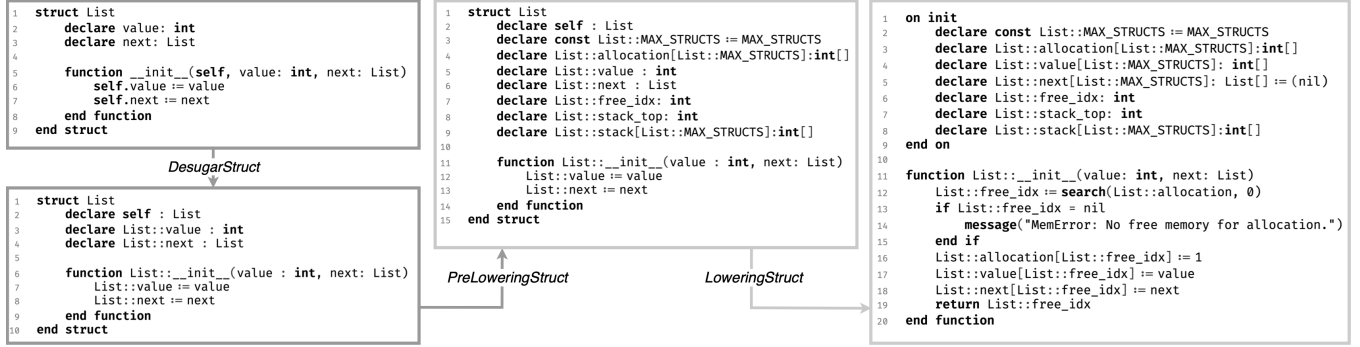 1 struct List
2 declare value: int
3 declare next: List
4
5 function __init__(self, value: int, next: List)
6 self.value := value
7 self.next := next
8 end function
9 end struct
DesugarStruct
1 struct List
2 declare self : List
3 declare List::value : int
4 declare List::next : List
5
6 function List::__init__(value : int, next: List)
7 List::value := value
8 List::next := next
9 end function
10 end struct
PreLoweringStruct
1 struct List
2 declare self : List
3 declare const List::MAX_STRUCTS := MAX_STRUCTS
4 declare List::allocation[List::MAX_STRUCTS]:int[]
5 declare List::value : int
6 declare List::next : List
7 declare List::free_idx: int
8 declare List::stack_top: int
9 declare List::stack[List::MAX_STRUCTS]:int[]
10
11 function List::__init__(value : int, next: List)
12 List::value := value
13 List::next := next
14 end function
15 end struct
LoweringStruct
1 on init
2 declare const List::MAX_STRUCTS := MAX_STRUCTS
3 declare List::allocation[List::MAX_STRUCTS]:int[]
4 declare List::value[List::MAX_STRUCTS]: int[]
5 declare List::next[List::MAX_STRUCTS]: List[] := (nil)
6 declare List::free_idx: int
7 declare List::stack_top: int
8 declare List::stack[List::MAX_STRUCTS]:int[]
9 end on
10
11 function List::__init__(value: int, next: List)
12 List::free_idx := search(List::allocation, 0)
13 if List::free_idx = nil
14 message("MemError: No free memory for allocation.")
15 end if
16 List::allocation[List::free_idx] := 1
17 List::value[List::free_idx] := value
18 List::next[List::free_idx] := next
19 return List::free_idx
20 end function